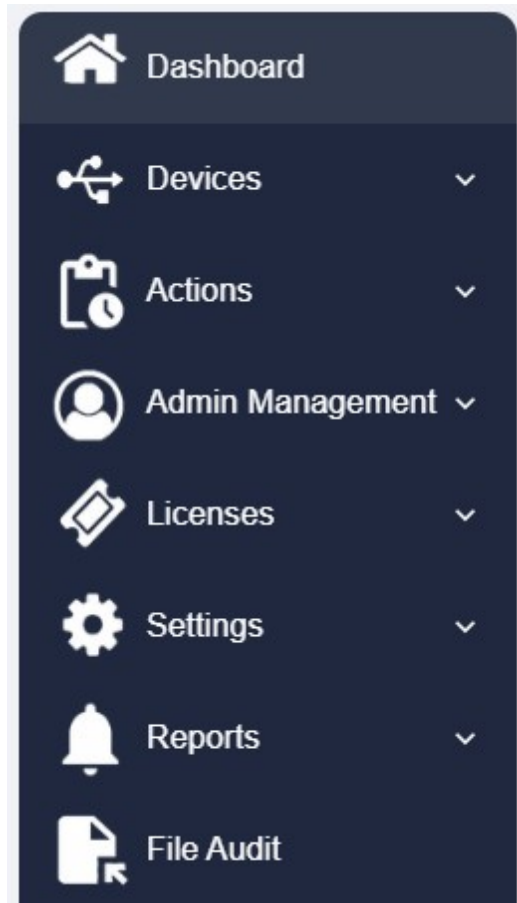 Dashboard
Devices
Actions
Admin Management
Licenses
Settings
Reports
File Audit